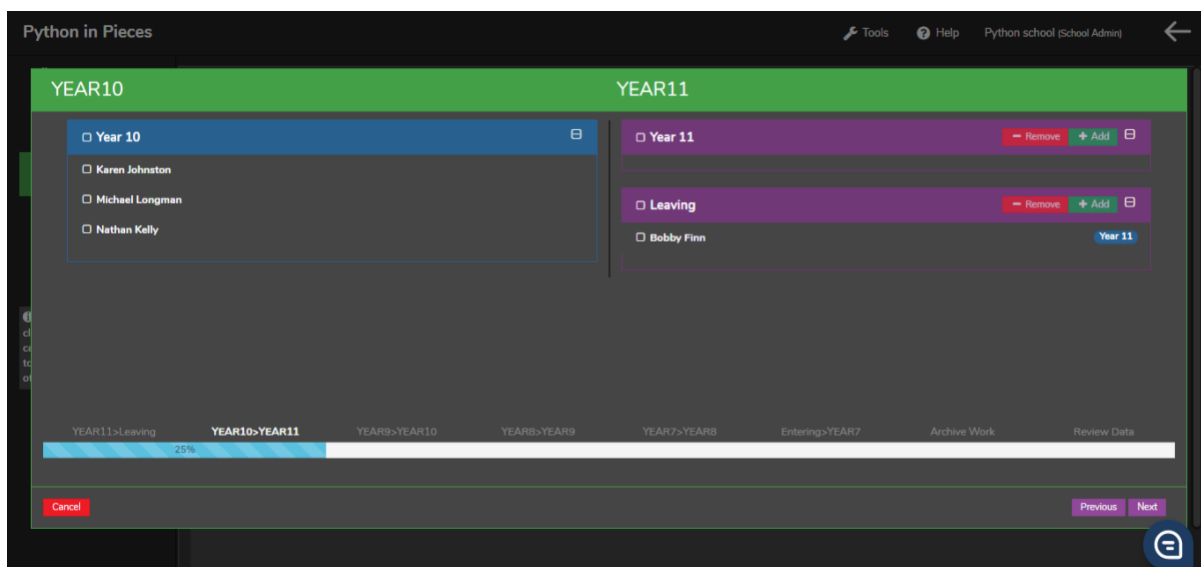 Python in Pieces
Tools Help Python school (School Admin)
YEAR10 YEAR11
Year 10
Karen Johnston
Michael Longman
Nathan Kelly
Year 11 Remove Add
Leaving Remove Add
Bobby Finn Year 11
YEAR11>Leaving YEAR10>YEAR11 YEAR9>YEAR10 YEAR8>YEAR9 YEAR7>YEAR8 Entering>YEAR7 Archive Work Review Data
25%
Cancel Previous Next